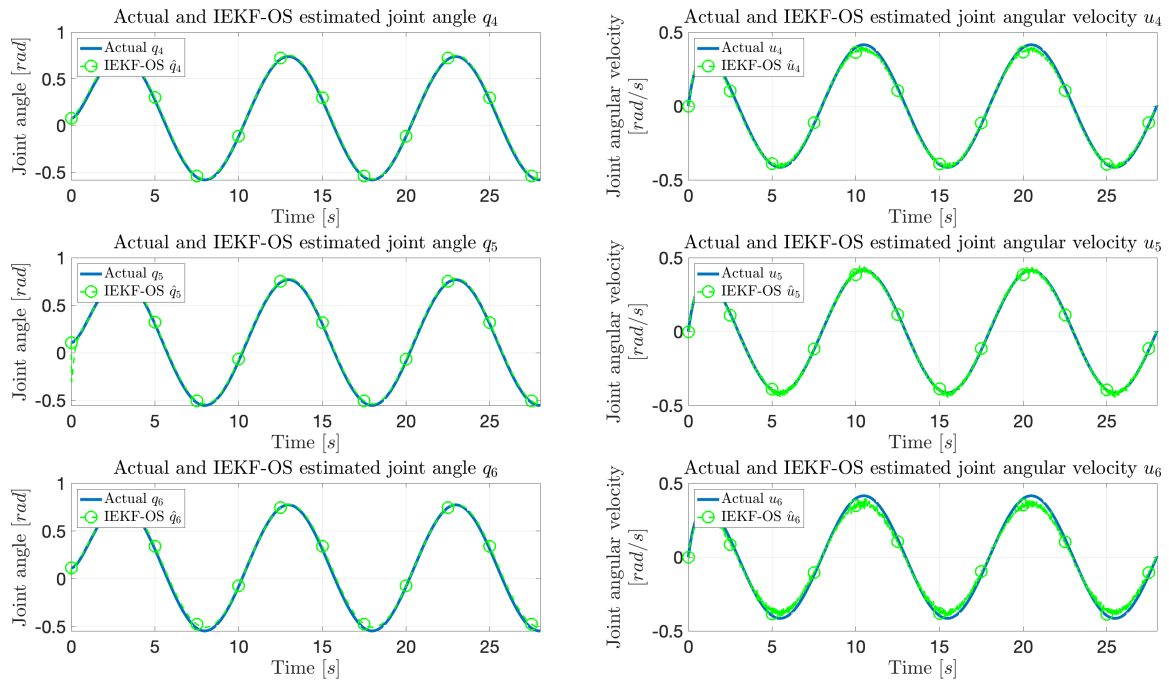 Actual and IEKF-OS estimated joint angle q₄
Joint angle [rad]
1
0.5
0
-0.5
Actual q₄
IEKF-OS q̂₄
0 5 10 15 20 25
Time [s]
Actual and IEKF-OS estimated joint angular velocity u₄
Joint angular velocity
[rad/s]
0.5
0
-0.5
Actual u₄
IEKF-OS û₄
0 5 10 15 20 25
Time [s]
Actual and IEKF-OS estimated joint angle q₅
Joint angle [rad]
1
0.5
0
-0.5
Actual q₅
IEKF-OS q̂₅
0 5 10 15 20 25
Time [s]
Actual and IEKF-OS estimated joint angular velocity u₅
Joint angular velocity
[rad/s]
0.5
0
-0.5
Actual u₅
IEKF-OS û₅
0 5 10 15 20 25
Time [s]
Actual and IEKF-OS estimated joint angle q₆
Joint angle [rad]
1
0.5
0
-0.5
Actual q₆
IEKF-OS q̂₆
0 5 10 15 20 25
Time [s]
Actual and IEKF-OS estimated joint angular velocity u₆
Joint angular velocity
[rad/s]
0.5
0
-0.5
Actual u₆
IEKF-OS û₆
0 5 10 15 20 25
Time [s]